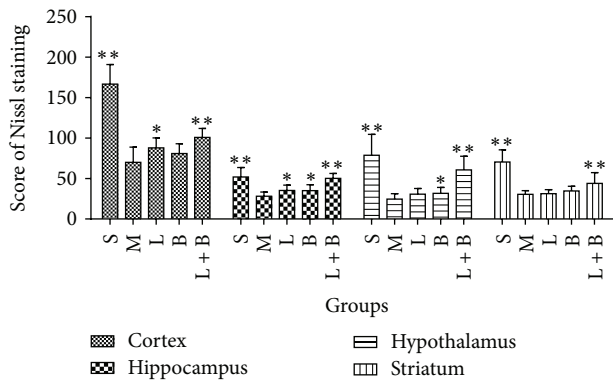 250
200
150
100
50
0
Score of Nissl staining
** * **
** * * **
** * **
** **
S M L B L + B S M L B L + B S M L B L + B S M L B L + B
Groups
Cortex Hypothalamus
Hippocampus Striatum